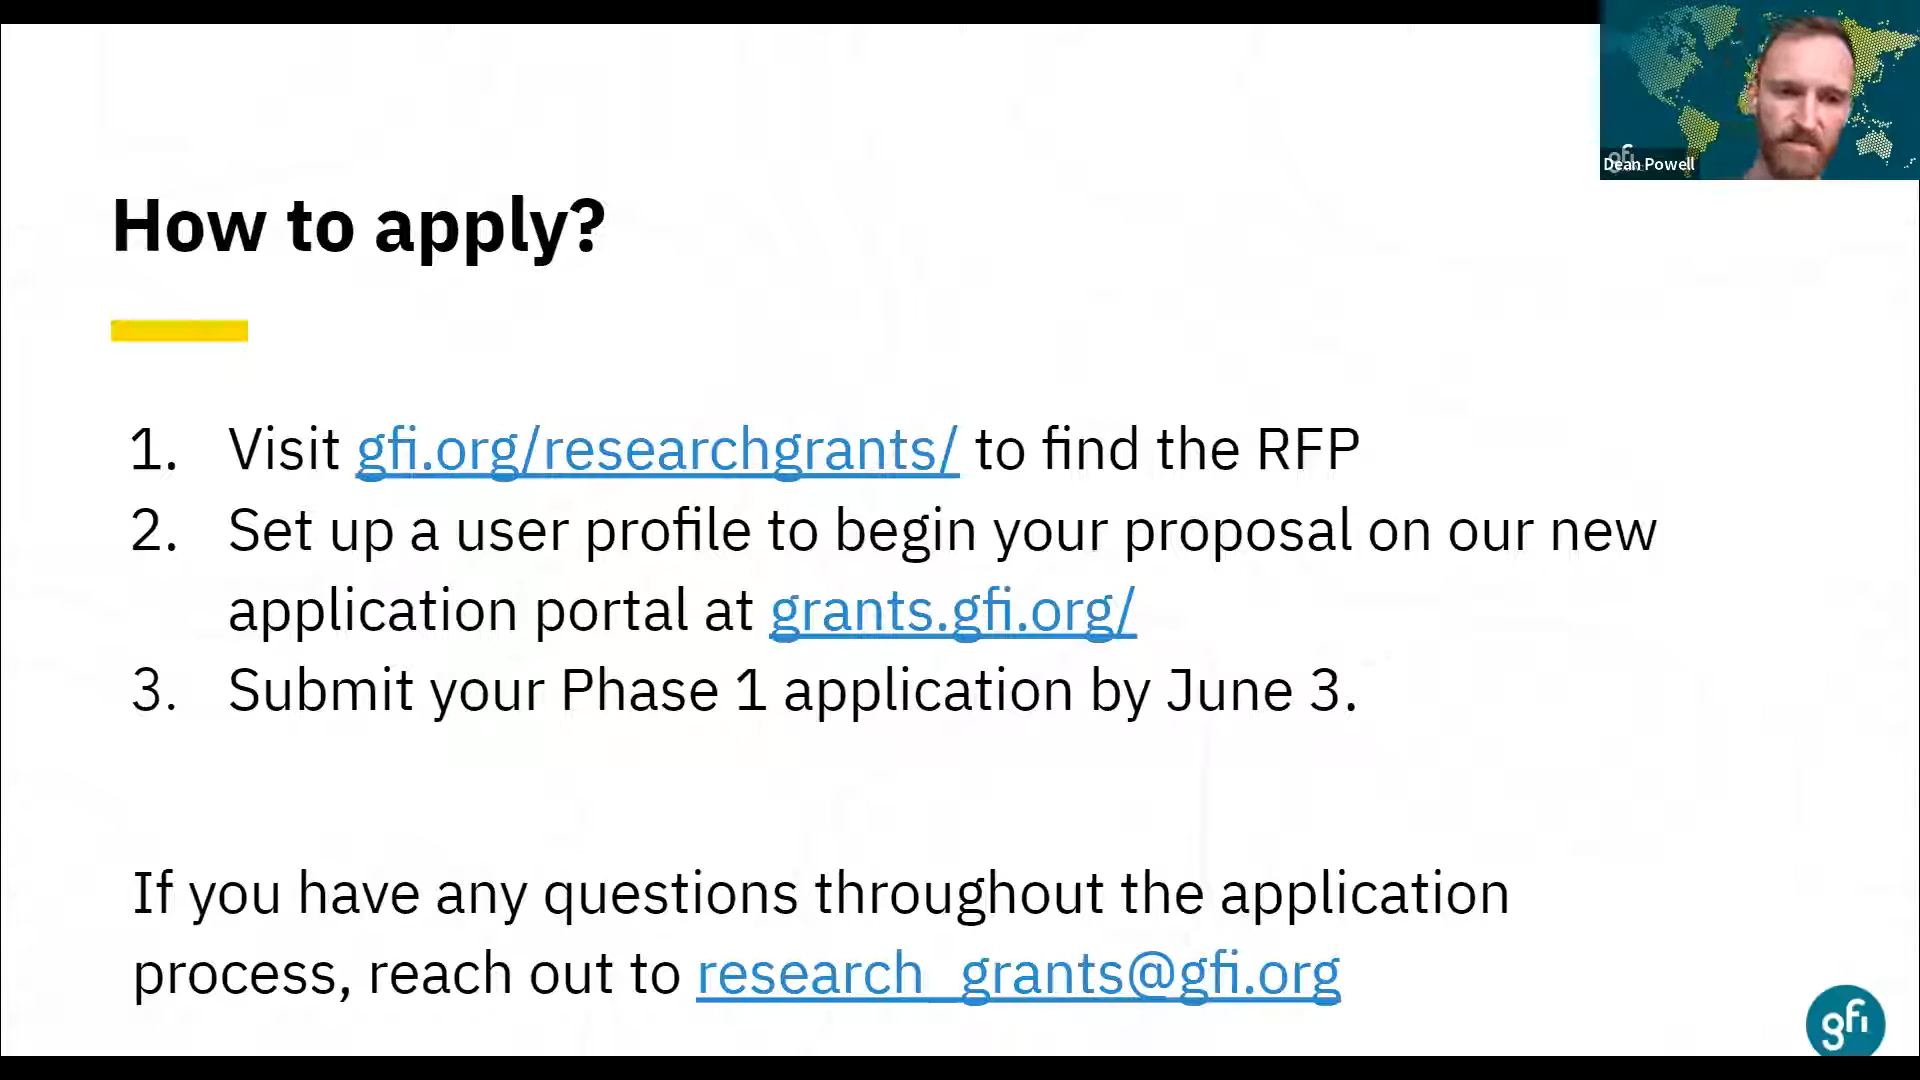 Dean Powell
How to apply?
1. Visit gfi.org/researchgrants/ to find the RFP
2. Set up a user profile to begin your proposal on our new
application portal at grants.gfi.org/
3. Submit your Phase 1 application by June 3.
If you have any questions throughout the application
process, reach out to research_grants@gfi.org
gfi